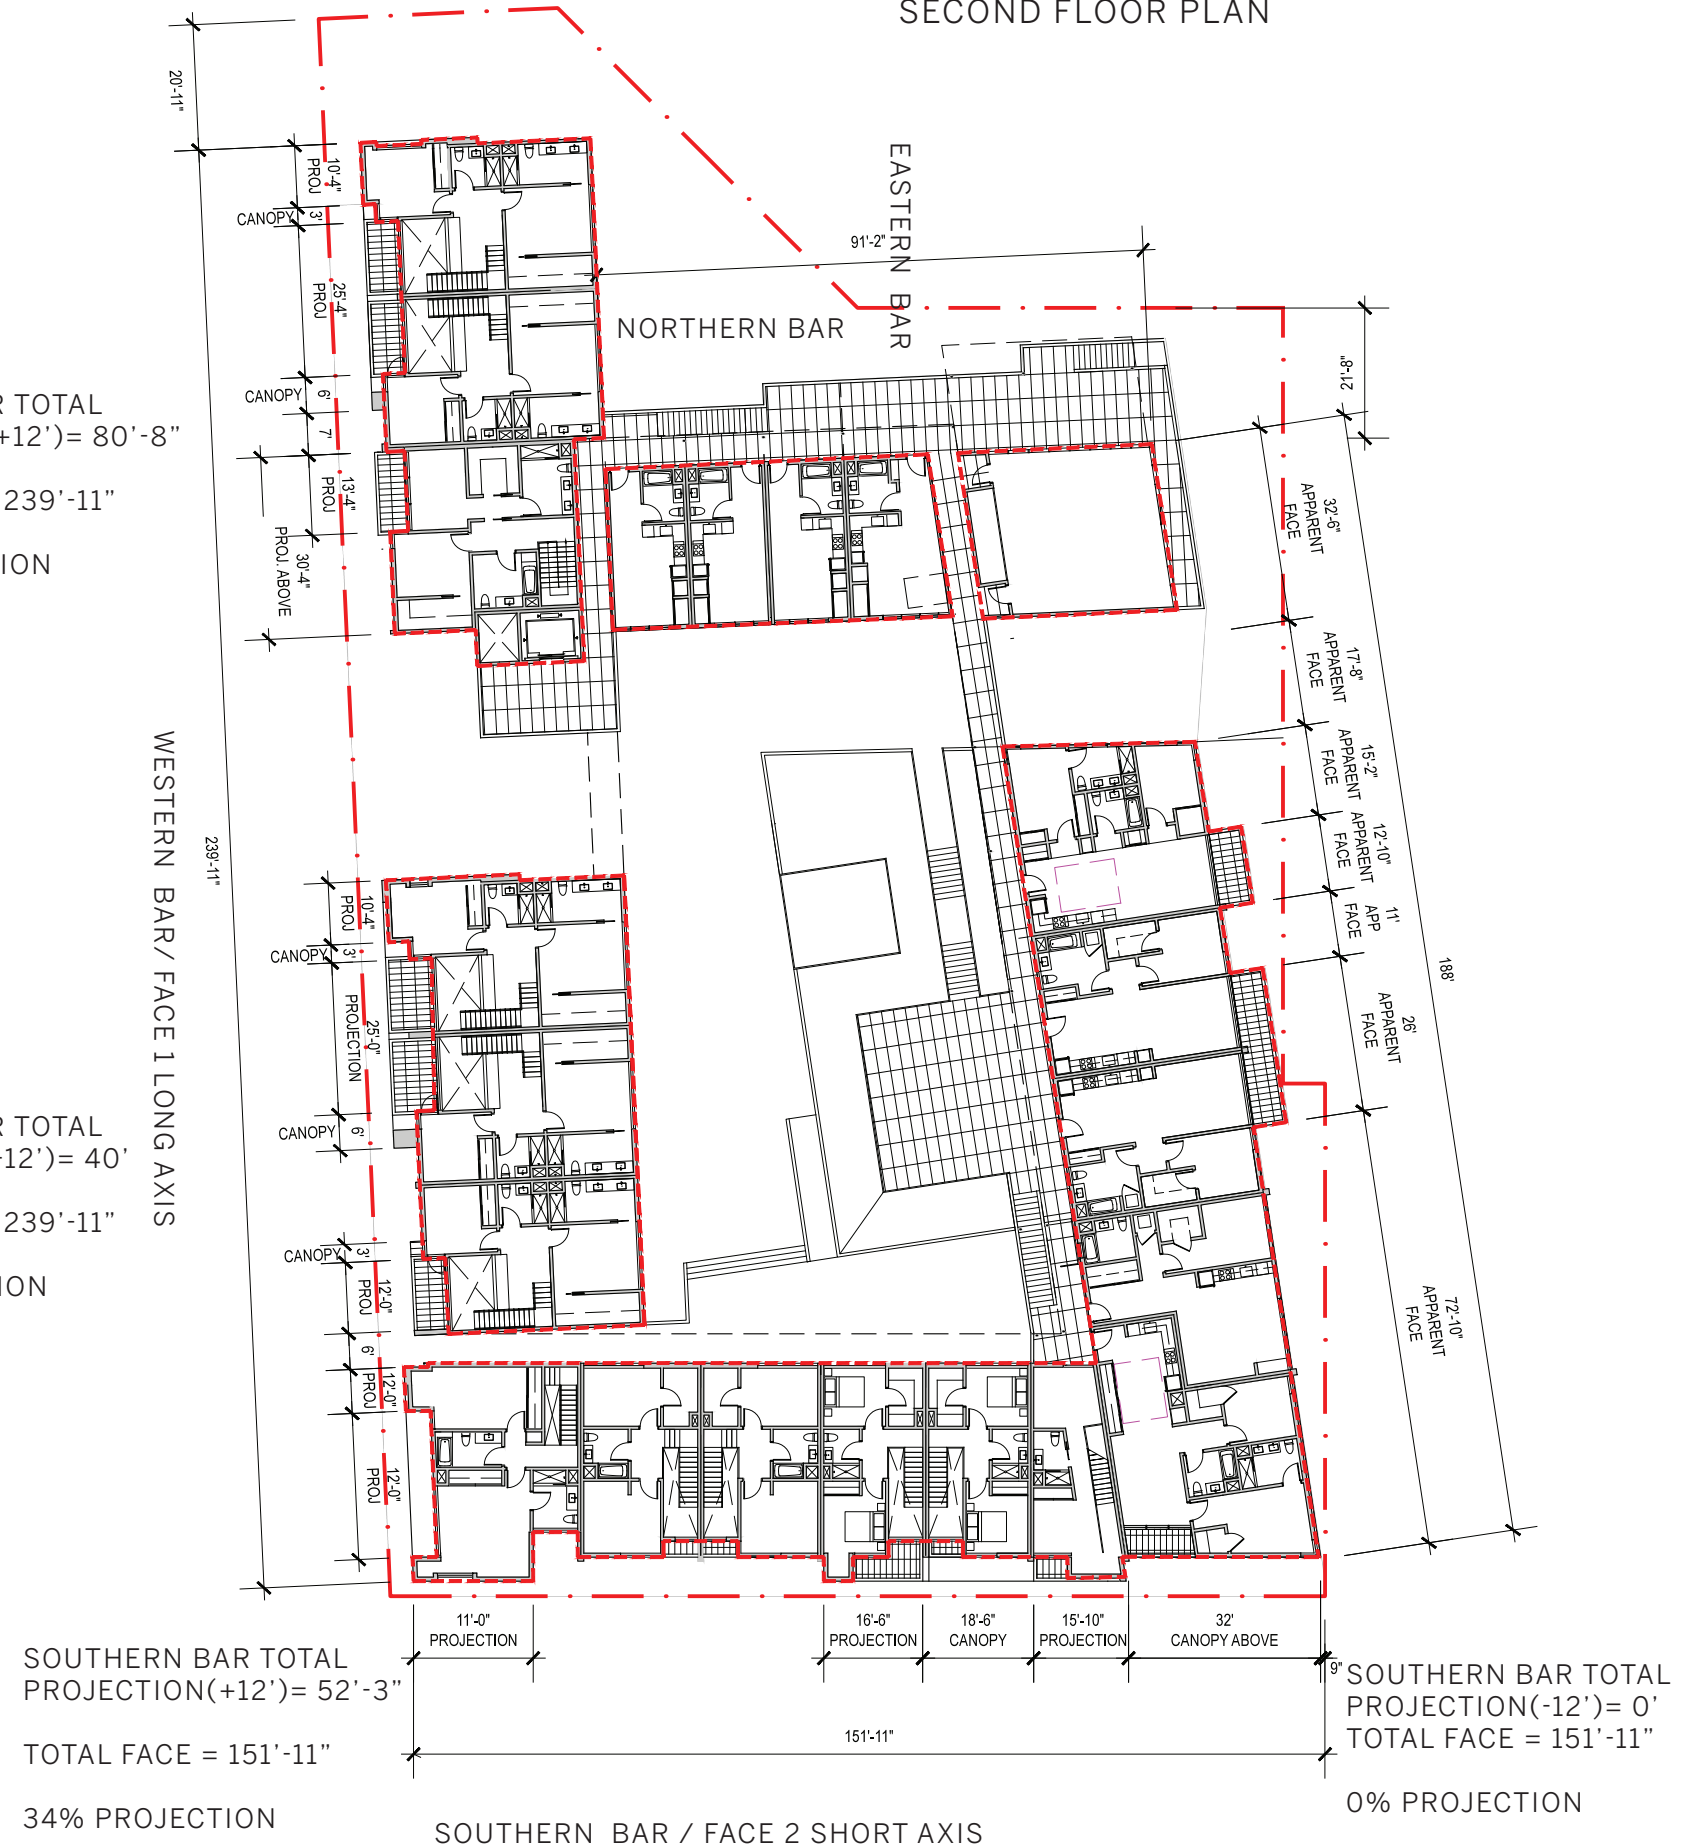 SECOND FLOOR PLAN
EASTERN BAR
NORTHERN BAR
91'-2"
21'-8"
20'-11"
10'-4"
PROJ
3'
CANOPY
25'-4"
PROJ
6'
CANOPY
7'
13'-4"
PROJ
30'-4"
PROJ. ABOVE
R TOTAL
+12')= 80'-8"
239'-11"
ION
WESTERN BAR/ FACE 1 LONG AXIS
239'-11"
10'-4"
PROJ
3'
CANOPY
25'-0"
PROJECTION
6'
CANOPY
3'
CANOPY
12'-0"
PROJ
6'
12'-0"
PROJ
12'-0"
PROJ
R TOTAL
-12')= 40'
239'-11"
ION
32'-6"
APPARENT
FACE
17'-8"
APPARENT
FACE
15'-2"
APPARENT
FACE
12'-10"
APPARENT
FACE
11'
APP
FACE
26'
APPARENT
FACE
72'-10"
APPARENT
FACE
188'
11'-0"
PROJECTION
16'-6"
PROJECTION
18'-6"
CANOPY
15'-10"
PROJECTION
32'
CANOPY ABOVE
9"
151'-11"
SOUTHERN BAR TOTAL
PROJECTION(+12')= 52'-3"
TOTAL FACE = 151'-11"
34% PROJECTION
SOUTHERN BAR TOTAL
PROJECTION(-12')= 0'
TOTAL FACE = 151'-11"
0% PROJECTION
SOUTHERN BAR / FACE 2 SHORT AXIS